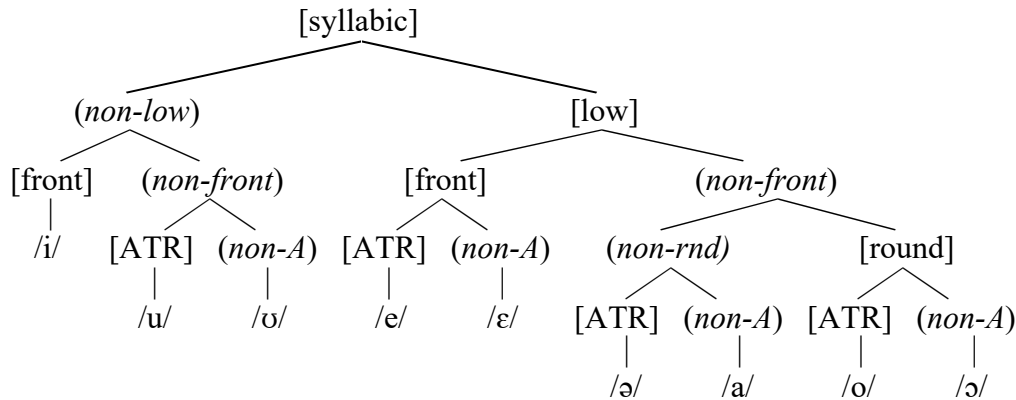 [syllabic]
(non-low) [low]
[front] (non-front) [front] (non-front)
/i/ [ATR] (non-A) [ATR] (non-A) (non-rnd) [round]
/u/ /ʊ/ /e/ /ɛ/ [ATR] (non-A) [ATR] (non-A)
/ə/ /a/ /o/ /ɔ/